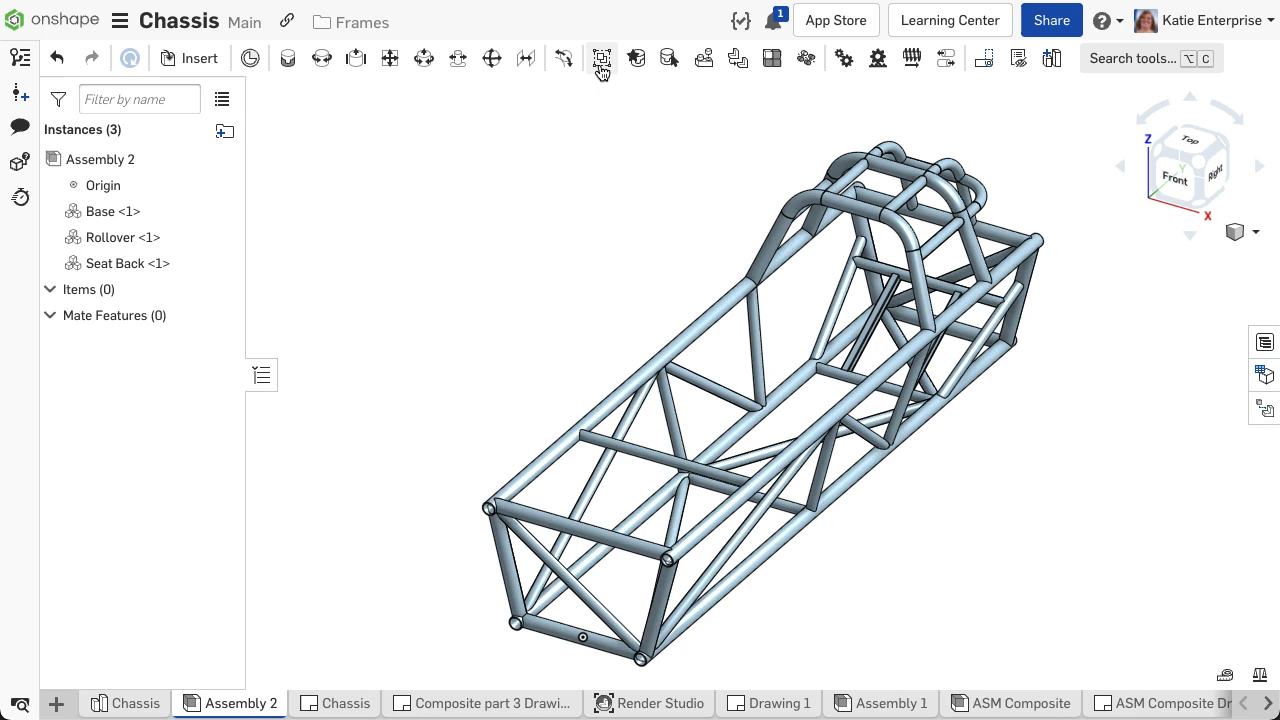 onshape
Chassis Main Frames
1 App Store Learning Center Share Katie Enterprise
Insert
Search tools... ⌥ C
Filter by name
Instances (3)
Assembly 2
Origin
Base <1>
Rollover <1>
Seat Back <1>
Items (0)
Mate Features (0)
Z
Top
Y
Front
Right
X
Chassis
Assembly 2
Chassis
Composite part 3 Drawi...
Render Studio
Drawing 1
Assembly 1
ASM Composite
ASM Composite Dr